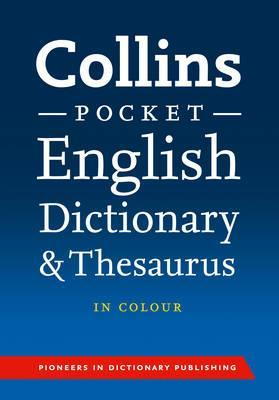 Collins
— POCKET —
English
Dictionary
& Thesaurus
IN COLOUR
PIONEERS IN DICTIONARY PUBLISHING